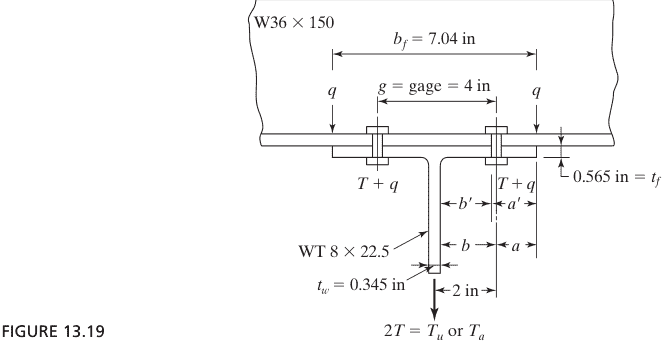 W36 × 150
b_f = 7.04 in
q
g = gage = 4 in
q
T + q
T + q
0.565 in = t_f
b'
a'
WT 8 × 22.5
b
a
t_w = 0.345 in
2 in
FIGURE 13.19
2T = T_u or T_a